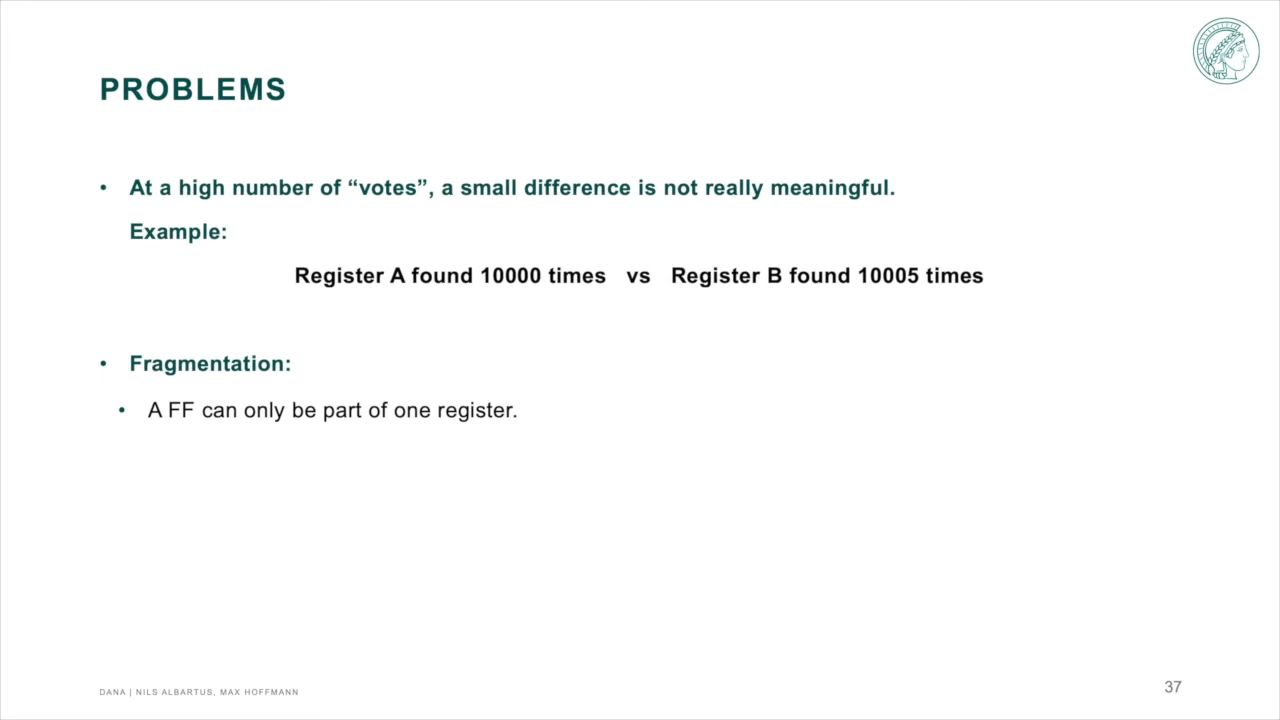 PROBLEMS
• At a high number of “votes”, a small difference is not really meaningful.
Example:
Register A found 10000 times vs Register B found 10005 times
• Fragmentation:
• A FF can only be part of one register.
DANA | NILS ALBARTUS, MAX HOFFMANN
37